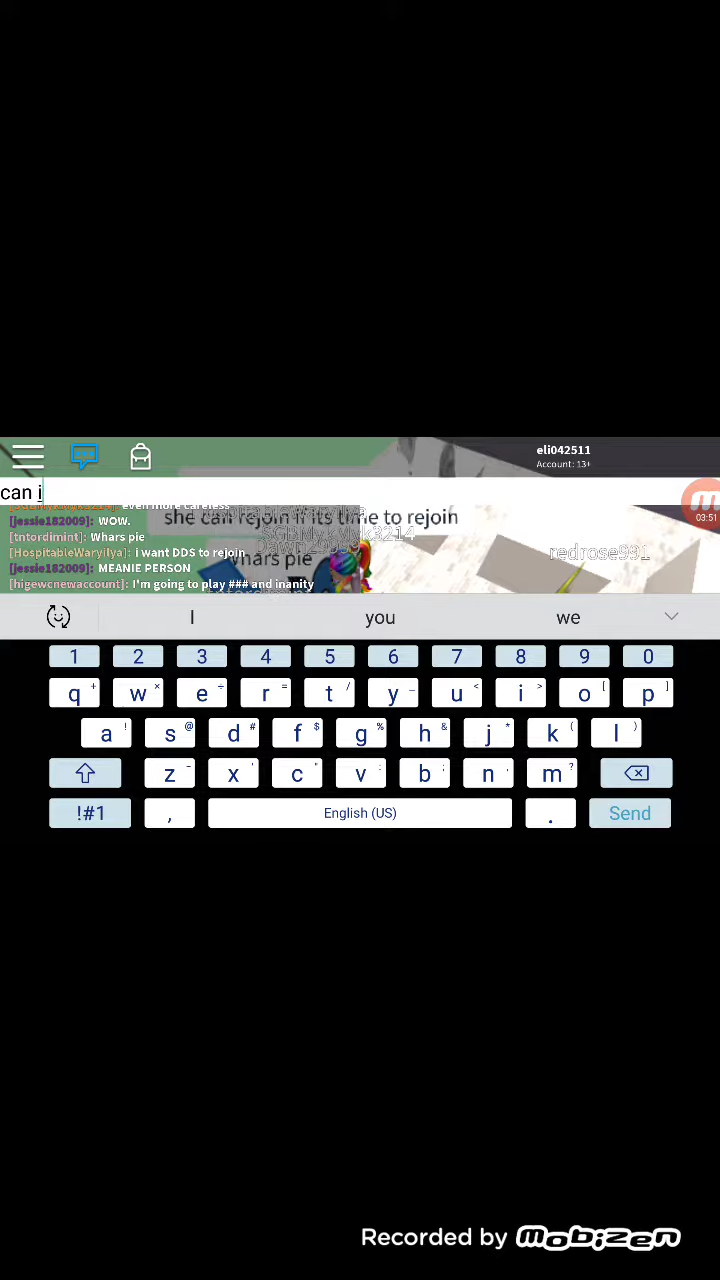 eli042511
Account: 13+
can i
even more careless
she can rejoin if its time to rejoin
[jessie182009]: WOW.
[tntordimint]: Whars pie
[HospitableWaryilya]: i want DDS to rejoin
redrose991
whars pie
[jessie182009]: MEANIE PERSON
[higewcnewaccount]: I'm going to play ### and inanity
03:51
I you we
1 2 3 4 5 6 7 8 9 0
q + w × e ÷ r = t / y _ u < i > o [ p ]
a ! s @ d # f $ g % h & j * k ( l )
z - x ' c " v : b ; n , m ?
!#1 , English (US) . Send
Recorded by mobizen